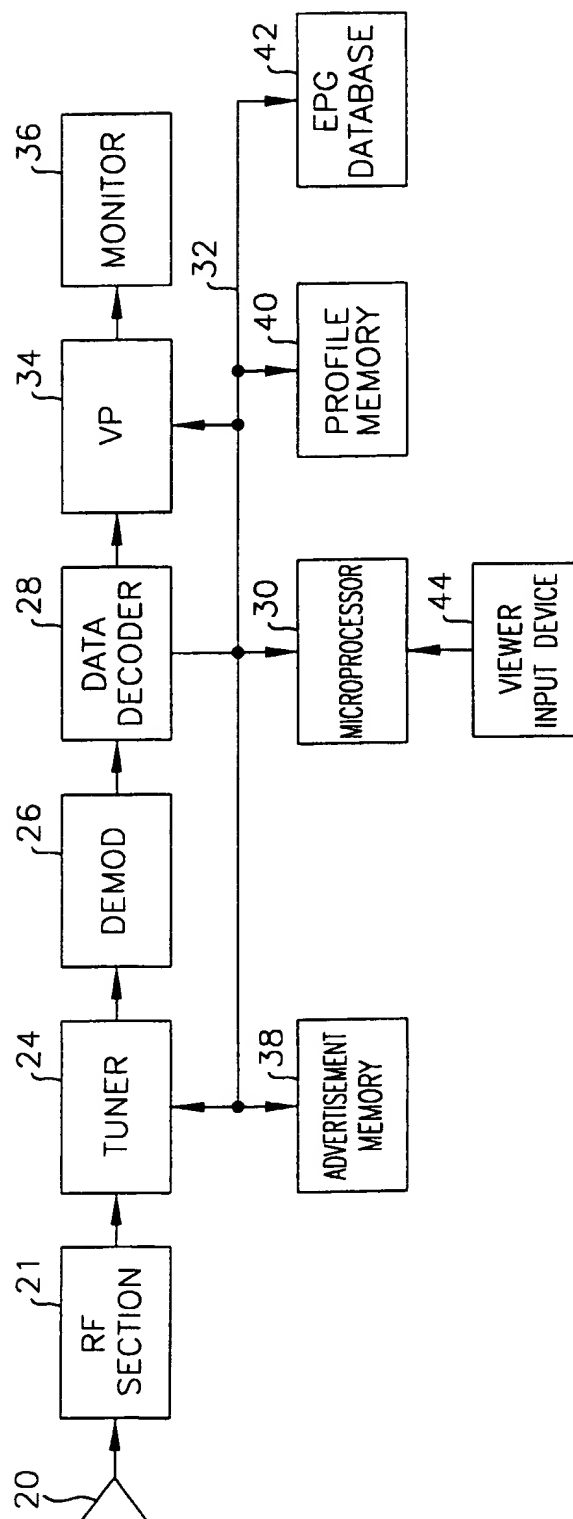 20
21
RF
SECTION
24
TUNER
26
DEMOD
28
DATA
DECODER
34
VP
36
MONITOR
32
38
ADVERTISEMENT
MEMORY
30
MICROPROCESSOR
40
PROFILE
MEMORY
42
EPG
DATABASE
44
VIEWER
INPUT DEVICE